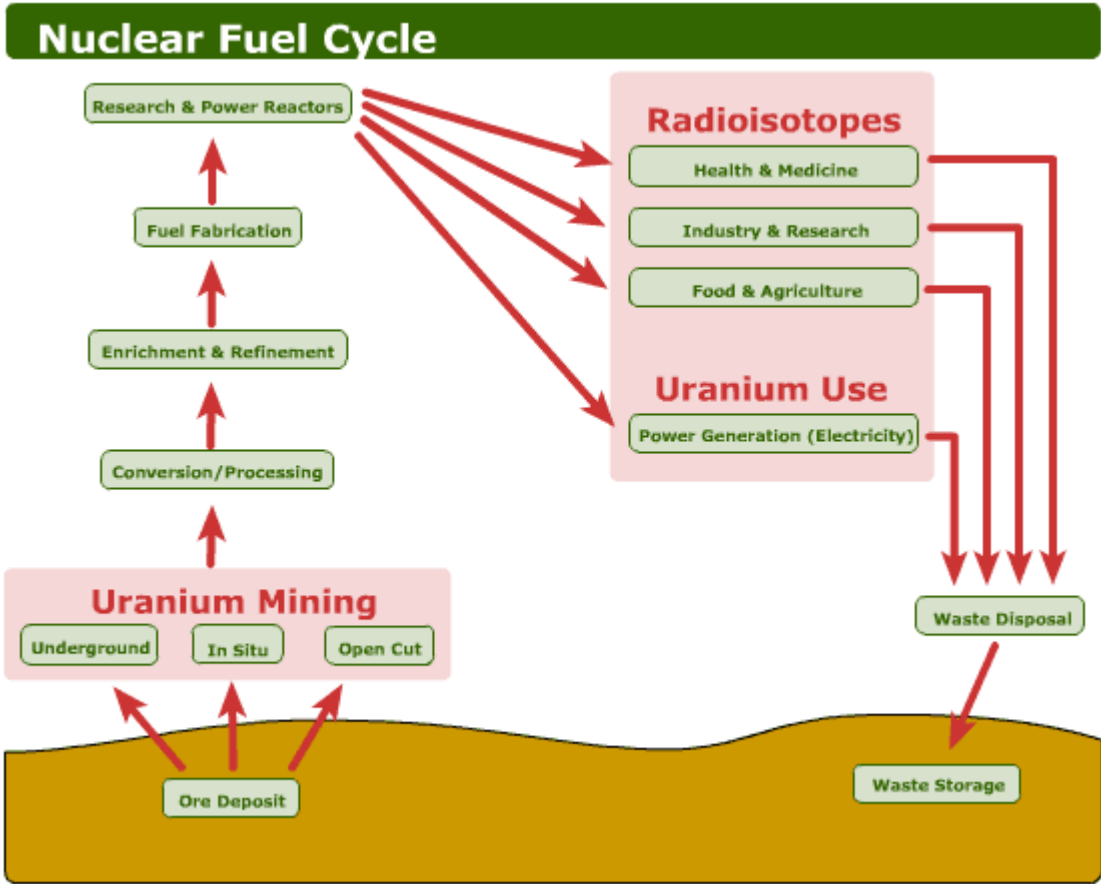 Nuclear Fuel Cycle
Research & Power Reactors
Fuel Fabrication
Enrichment & Refinement
Conversion/Processing
Uranium Mining
Underground
In Situ
Open Cut
Ore Deposit
Radioisotopes
Health & Medicine
Industry & Research
Food & Agriculture
Uranium Use
Power Generation (Electricity)
Waste Disposal
Waste Storage